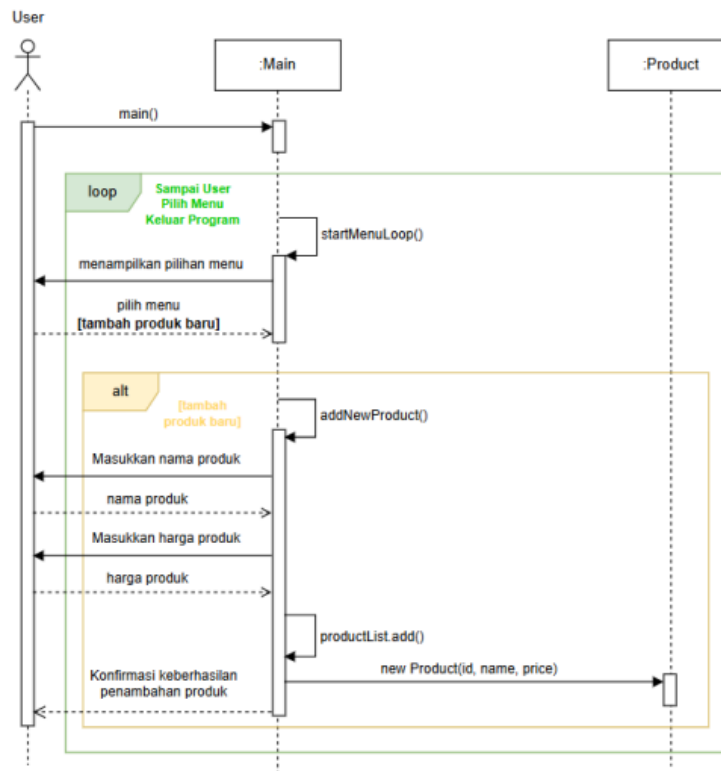 User
:Main
:Product
main()
loop
Sampai User
Pilih Menu
Keluar Program
startMenuLoop()
menampilkan pilihan menu
pilih menu
[tambah produk baru]
alt
[tambah
produk baru]
addNewProduct()
Masukkan nama produk
nama produk
Masukkan harga produk
harga produk
productList.add()
new Product(id, name, price)
Konfirmasi keberhasilan
penambahan produk